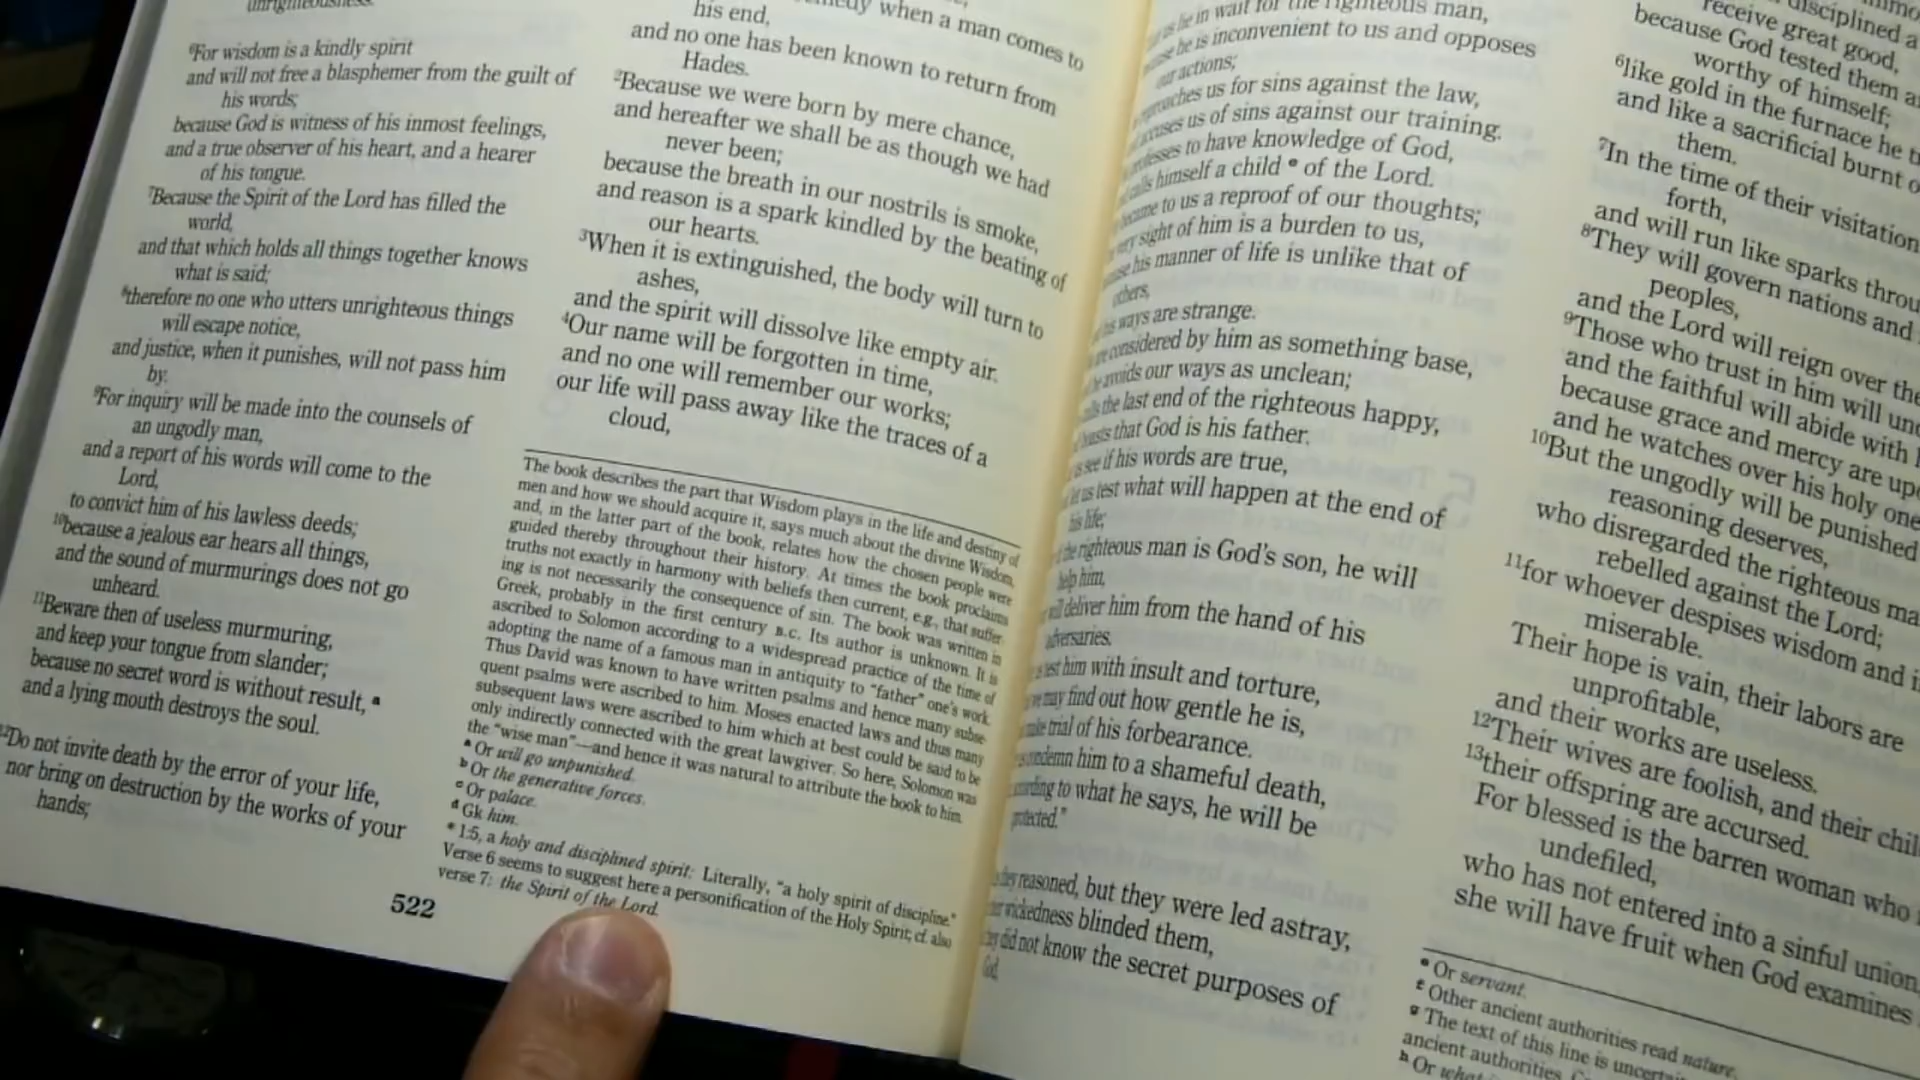 unrighteousness.
⁶For wisdom is a kindly spirit
and will not free a blasphemer from the guilt of
his words;
because God is witness of his inmost feelings,
and a true observer of his heart, and a hearer
of his tongue.
⁷Because the Spirit of the Lord has filled the
world,
and that which holds all things together knows
what is said;
⁸therefore no one who utters unrighteous things
will escape notice,
and justice, when it punishes, will not pass him
by.
⁹For inquiry will be made into the counsels of
an ungodly man,
and a report of his words will come to the
Lord,
to convict him of his lawless deeds;
¹⁰because a jealous ear hears all things,
and the sound of murmurings does not go
unheard.
¹¹Beware then of useless murmuring,
and keep your tongue from slander;
because no secret word is without result, ᵃ
and a lying mouth destroys the soul.
¹²Do not invite death by the error of your life,
nor bring on destruction by the works of your
hands;
522
when a man comes to
his end,
and no one has been known to return from
Hades.
²Because we were born by mere chance,
and hereafter we shall be as though we had
never been;
because the breath in our nostrils is smoke,
and reason is a spark kindled by the beating of
our hearts.
³When it is extinguished, the body will turn to
ashes,
and the spirit will dissolve like empty air.
⁴Our name will be forgotten in time,
and no one will remember our works;
our life will pass away like the traces of a
cloud,
The book describes the part that Wisdom plays in the life and destiny of
men and how we should acquire it, says much about the divine Wisdom,
and, in the latter part of the book, relates how the chosen people were
guided thereby throughout their history. At times the book proclaims
truths not exactly in harmony with beliefs then current, e.g., that suffer-
ing is not necessarily the consequence of sin. The book was written in
Greek, probably in the first century B.C. Its author is unknown. It is
ascribed to Solomon according to a widespread practice of the time of
adopting the name of a famous man in antiquity to "father" one's work.
Thus David was known to have written psalms and hence many subse-
quent psalms were ascribed to him. Moses enacted laws and thus many
subsequent laws were ascribed to him which at best could be said to be
only indirectly connected with the great lawgiver. So here, Solomon was
the "wise man"—and hence it was natural to attribute the book to him.
ᵃ Or will go unpunished.
ᵇ Or the generative forces.
ᶜ Or palace.
ᵈ Gk him.
* 1:5, a holy and disciplined spirit: Literally, "a holy spirit of discipline."
Verse 6 seems to suggest here a personification of the Holy Spirit; cf. also
verse 7: the Spirit of the Lord.
lie in wait for the righteous man,
he is inconvenient to us and opposes
our actions;
us for sins against the law,
us of sins against our training.
to have knowledge of God,
himself a child ᵉ of the Lord.
to us a reproof of our thoughts;
sight of him is a burden to us,
his manner of life is unlike that of
others,
ways are strange.
considered by him as something base,
avoids our ways as unclean;
the last end of the righteous happy,
that God is his father.
see if his words are true,
test what will happen at the end of
his life;
the righteous man is God's son, he will
help him,
will deliver him from the hand of his
adversaries.
test him with insult and torture,
may find out how gentle he is,
trial of his forbearance.
condemn him to a shameful death,
to what he says, he will be
protected."
they reasoned, but they were led astray,
wickedness blinded them,
did not know the secret purposes of
God,
disciplined a
receive great good,
because God tested them a
worthy of himself;
⁶like gold in the furnace he
and like a sacrificial burnt
them.
⁷In the time of their visitation
forth,
and will run like sparks
⁸They will govern nations and
peoples,
and the Lord will reign over
⁹Those who trust in him will
and the faithful will abide with
because grace and mercy are
and he watches over his holy
¹⁰But the ungodly will be punished
reasoning deserves,
who disregarded the righteous
rebelled against the Lord;
¹¹for whoever despises wisdom and
miserable.
Their hope is vain, their labors are
unprofitable,
and their works are useless.
¹²Their wives are foolish, and their
¹³their offspring are accursed.
For blessed is the barren woman who
undefiled,
who has not entered into a sinful union,
she will have fruit when God examines
ᵉ Or servant.
ᶠ Other ancient authorities read nature.
ᵍ The text of this line is
ancient authorities.
ʰ Or